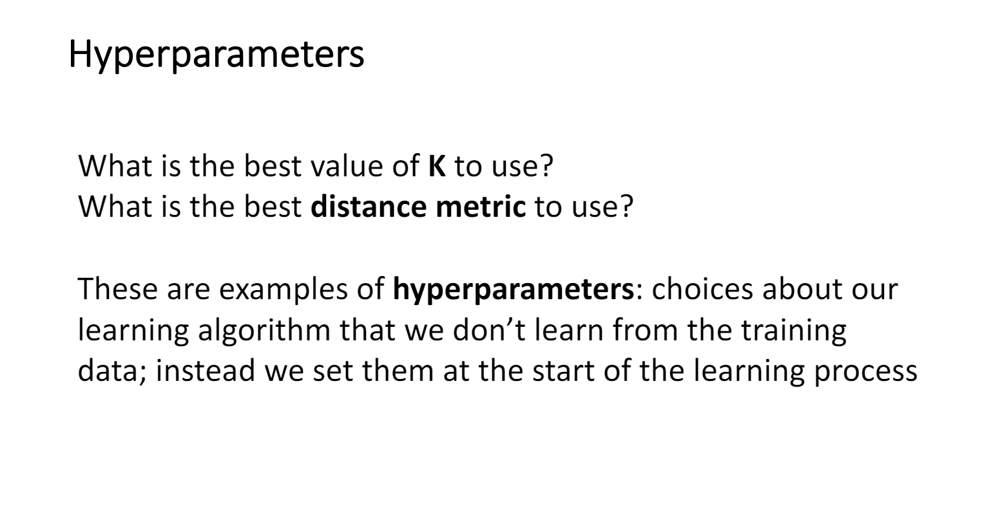 Hyperparameters
What is the best value of K to use?
What is the best distance metric to use?
These are examples of hyperparameters: choices about our
learning algorithm that we don’t learn from the training
data; instead we set them at the start of the learning process